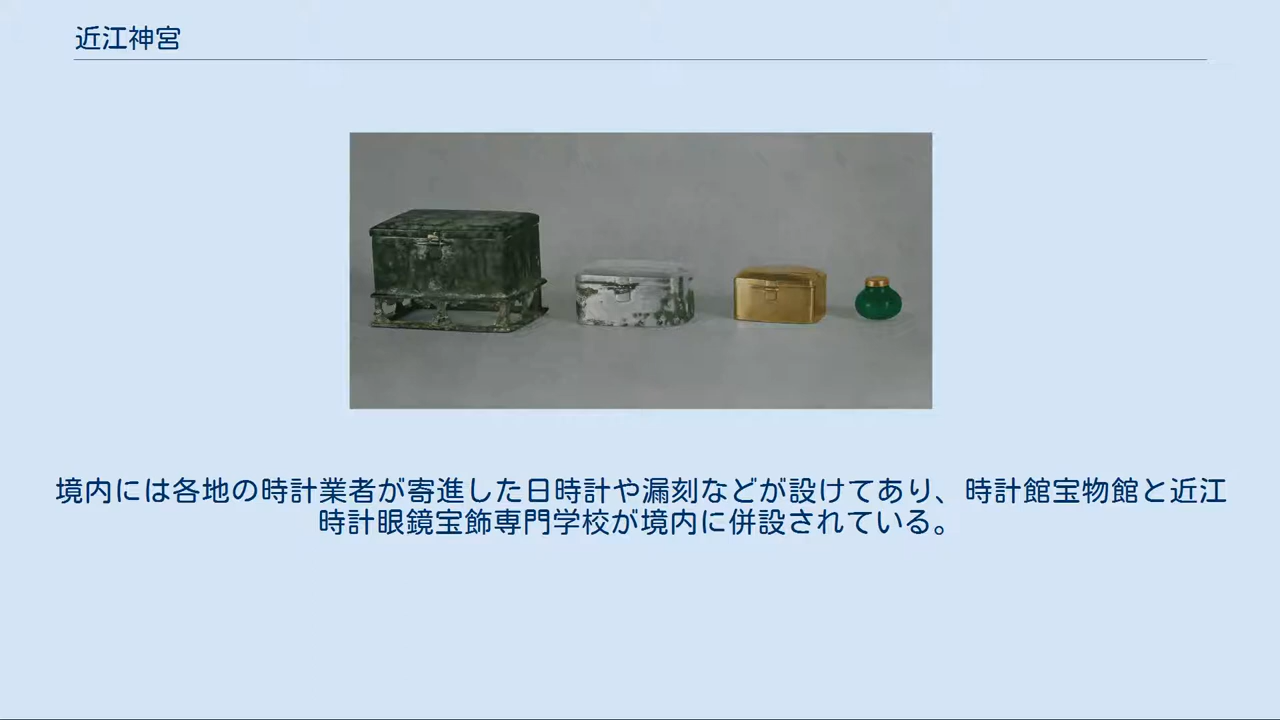 近江神宮
境内には各地の時計業者が寄進した日時計や漏刻などが設けてあり、時計館宝物館と近江
時計眼鏡宝飾専門学校が境内に併設されている。